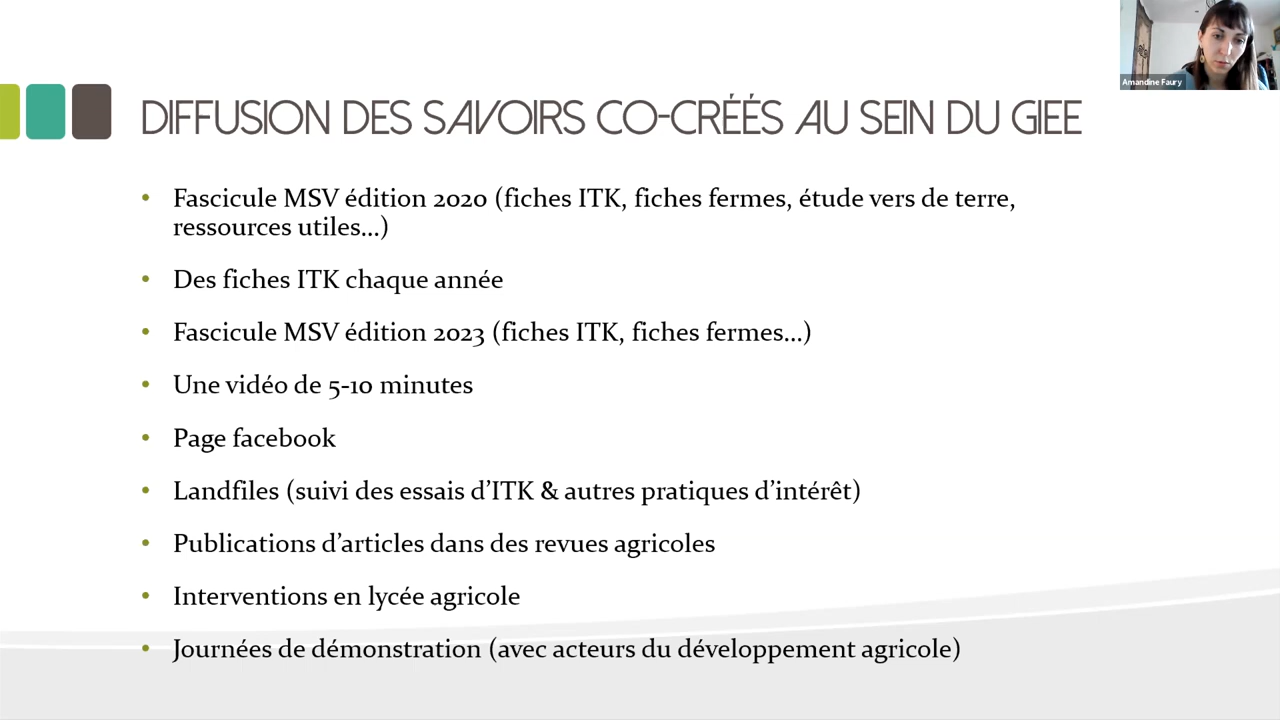 Amandine Faury
DIFFUSION DES SAVOIRS CO-CRÉÉS AU SEIN DU GIEE
• Fascicule MSV édition 2020 (fiches ITK, fiches fermes, étude vers de terre,
ressources utiles...)
• Des fiches ITK chaque année
• Fascicule MSV édition 2023 (fiches ITK, fiches fermes...)
• Une vidéo de 5-10 minutes
• Page facebook
• Landfiles (suivi des essais d’ITK & autres pratiques d’intérêt)
• Publications d’articles dans des revues agricoles
• Interventions en lycée agricole
• Journées de démonstration (avec acteurs du développement agricole)